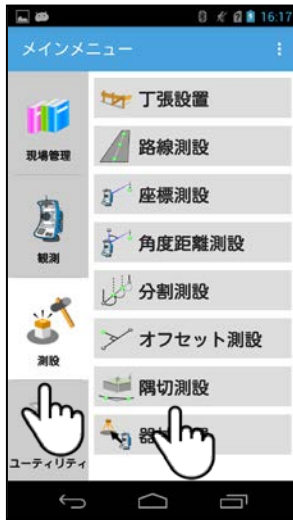 16:17
メインメニュー
現場管理
観測
測設
ユーティリティ
丁張設置
路線測設
座標測設
角度距離測設
分割測設
オフセット測設
隅切測設